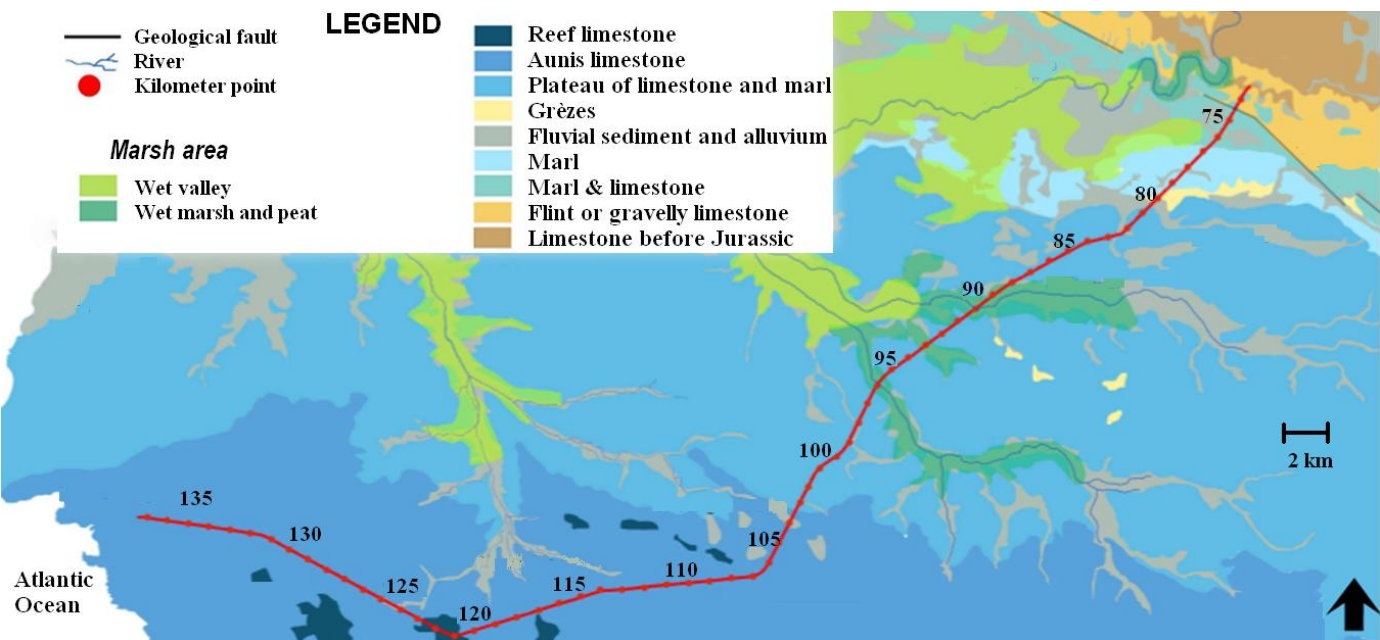 LEGEND
Geological fault
River
Kilometer point
Marsh area
Wet valley
Wet marsh and peat
Reef limestone
Aunis limestone
Plateau of limestone and marl
Grèzes
Fluvial sediment and alluvium
Marl
Marl & limestone
Flint or gravelly limestone
Limestone before Jurassic
75
80
85
90
95
100
105
110
115
120
125
130
135
2 km
Atlantic
Ocean